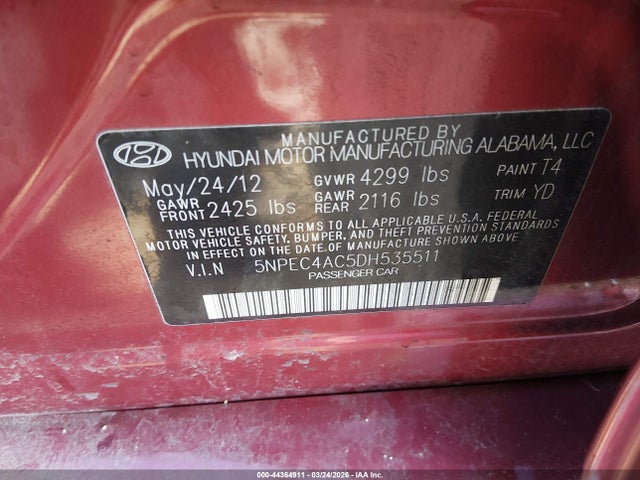 MANUFACTURED BY
HYUNDAI MOTOR MANUFACTURING ALABAMA, LLC
May/24/12 GVWR 4299 lbs PAINT T4
GAWR FRONT 2425 lbs GAWR REAR 2116 lbs TRIM YD
THIS VEHICLE CONFORMS TO ALL APPLICABLE U.S.A. FEDERAL
MOTOR VEHICLE SAFETY, BUMPER, AND THEFT PREVENTION
STANDARDS IN EFFECT ON THE DATE OF MANUFACTURE SHOWN ABOVE.
V.I.N 5NPEC4AC5DH535511
PASSENGER CAR
000-44364911 - 03/24/2026 - IAAI.COM